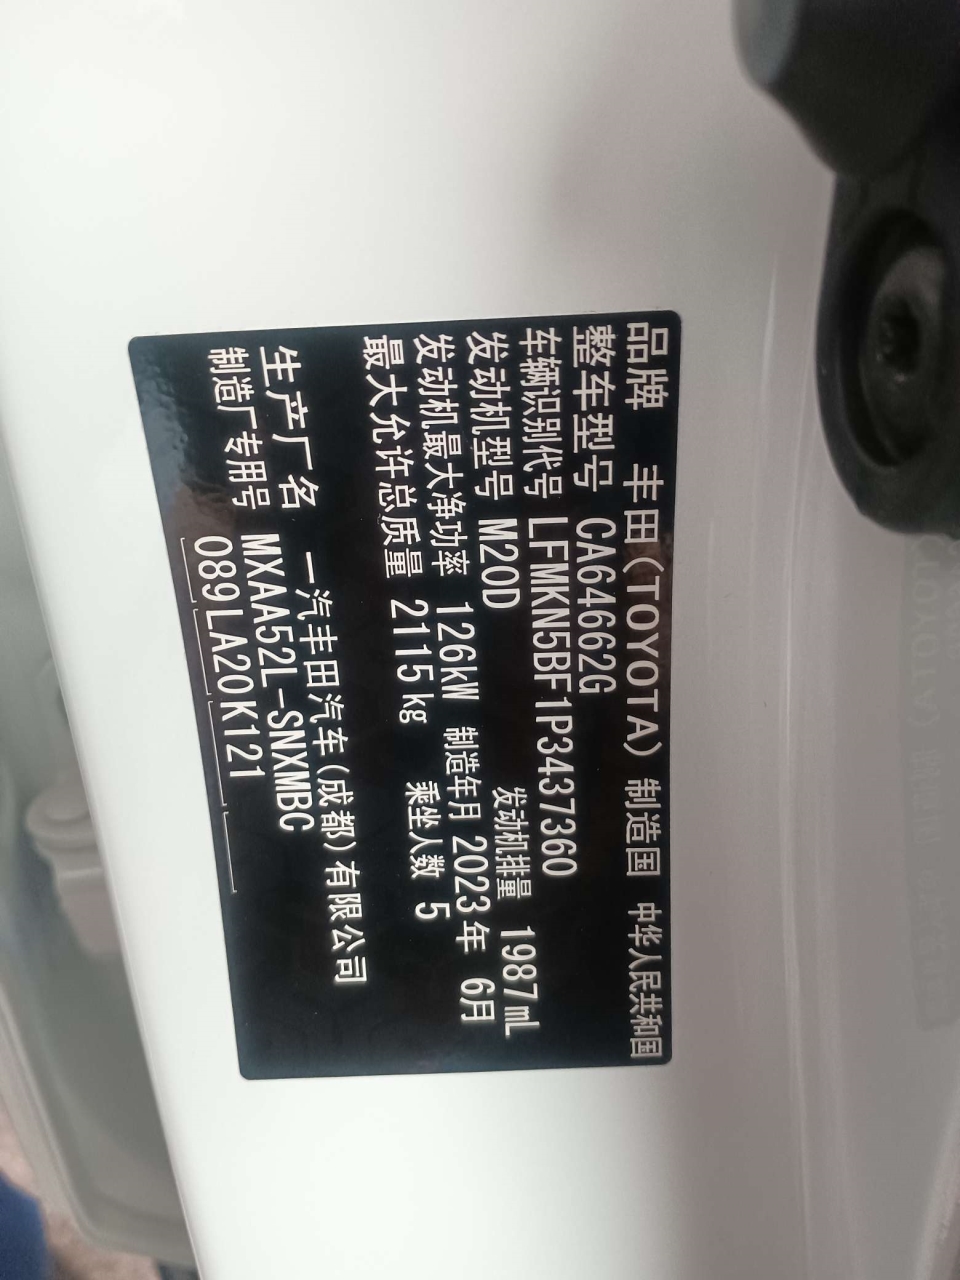 品牌 丰田(TOYOTA) 制造国 中华人民共和国
整车型号 CA64662G
车辆识别代号 LFMKN5BF1P3437360
发动机型号 M20D 发动机排量 1987mL
发动机最大净功率 126kW 制造年月 2023年 6月
最大允许总质量 2115kg 乘坐人数 5
生产厂名 一汽丰田汽车(成都)有限公司
制造厂专用号 MXAA52L-SNXMBC
089LA20K121